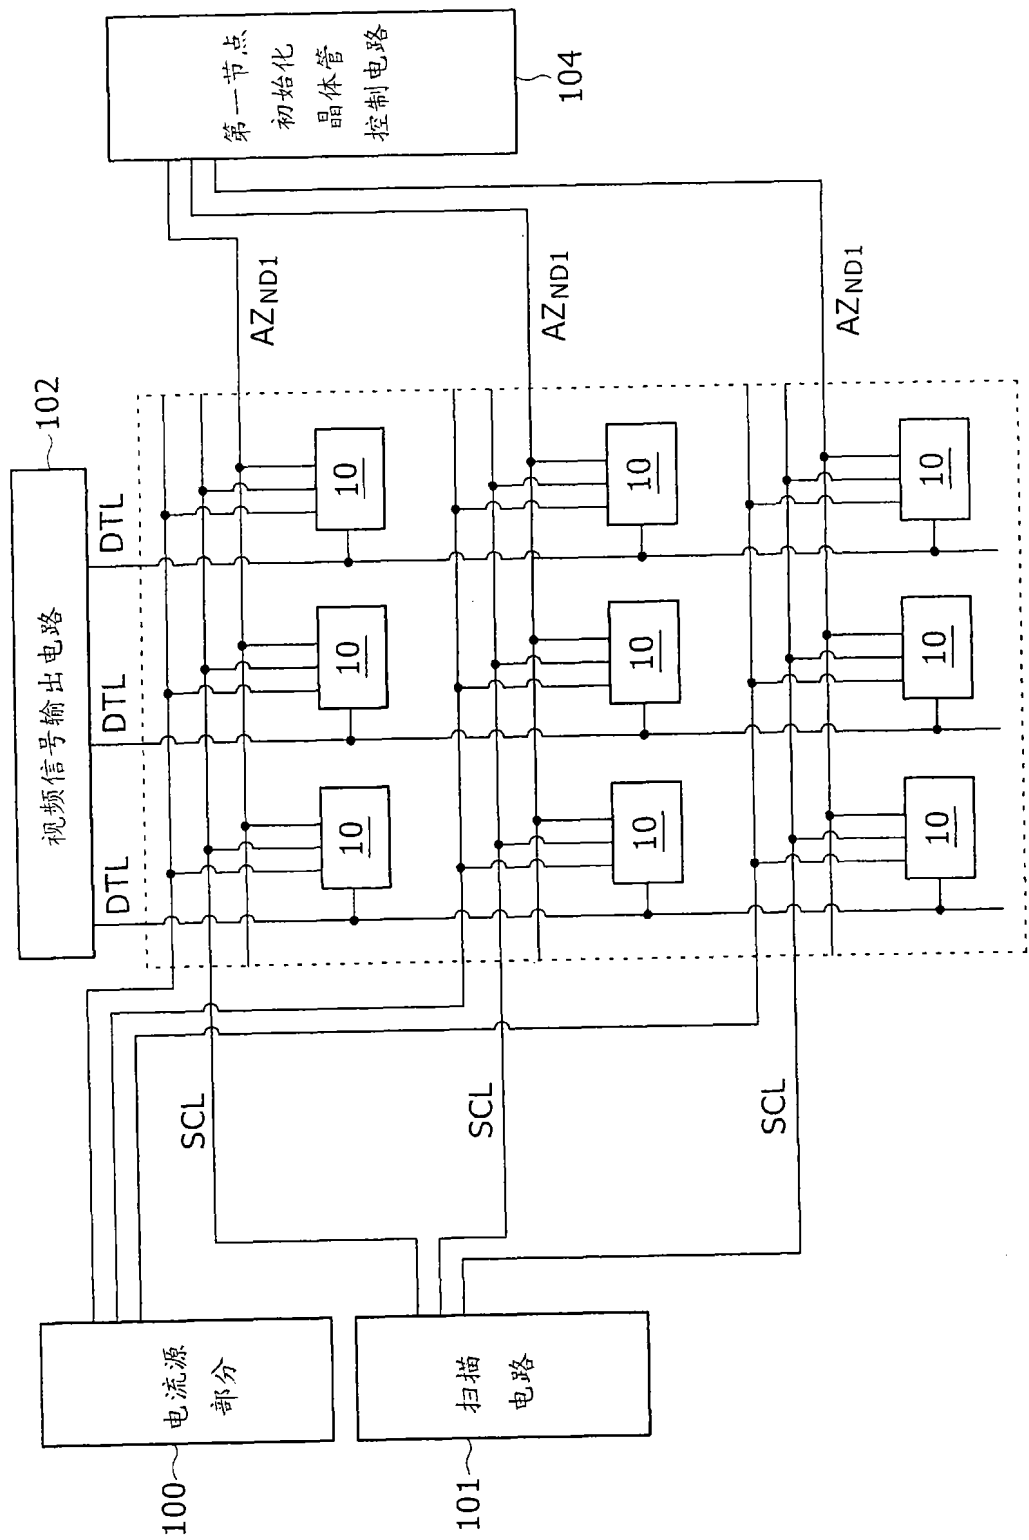 102
视频信号输出电路
DTL
DTL
DTL
100
电流源
部分
101
扫描
电路
SCL
SCL
SCL
10
10
10
10
10
10
10
10
10
AZND1
AZND1
AZND1
第一节点
初始化
晶体管
控制电路
104